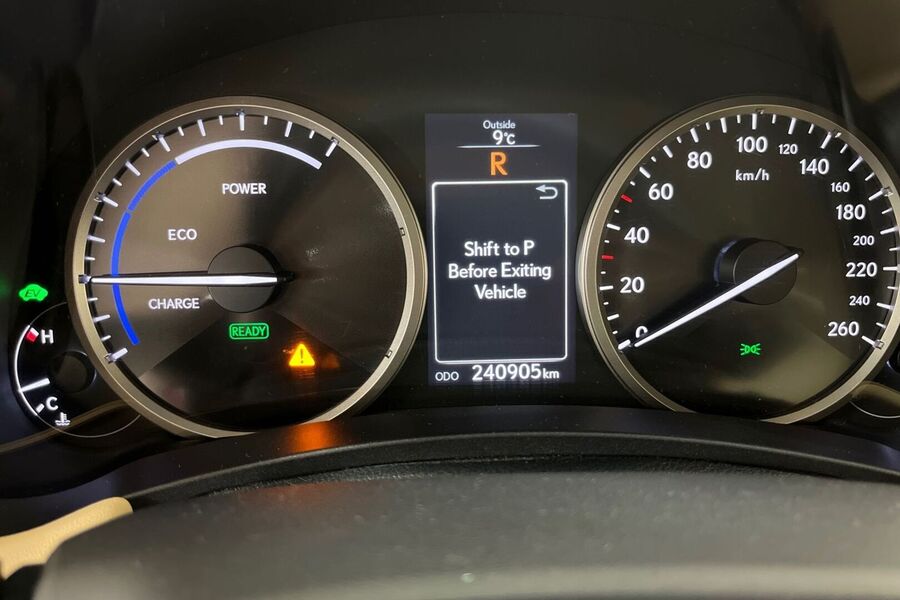 POWER
ECO
CHARGE
READY
EV
H
C
Outside
9℃
R
Shift to P
Before Exiting
Vehicle
ODO 240905km
0
20
40
60
80
100
120
140
160
180
200
220
240
260
km/h